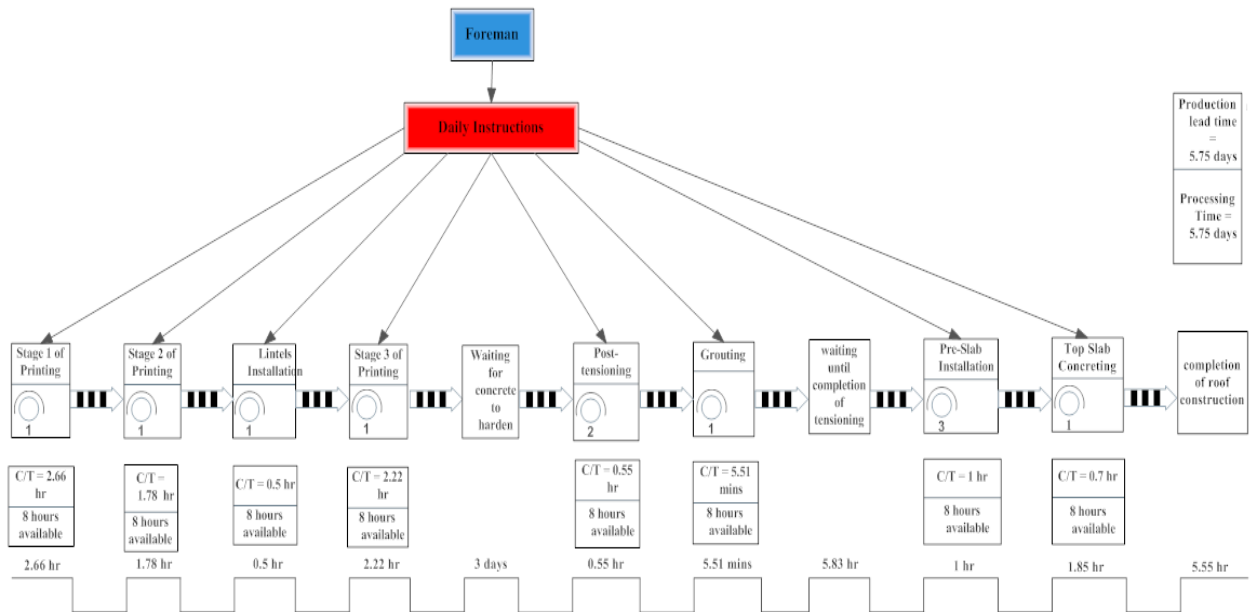 Foreman
Daily Instructions
Production
lead time
=
5.75 days
Processing
Time =
5.75 days
Stage 1 of
Printing
1
Stage 2 of
Printing
1
Lintels
Installation
1
Stage 3 of
Printing
1
Waiting
for
concrete
to
harden
Post-
tensioning
2
Grouting
1
waiting
until
completion
of
tensioning
Pre-Slab
Installation
3
Top Slab
Concreting
1
completion
of roof
construction
C/T = 2.66
hr
8 hours
available
C/T =
1.78 hr
8 hours
available
C/T = 0.5 hr
8 hours
available
C/T = 2.22
hr
8 hours
available
C/T = 0.55
hr
8 hours
available
C/T = 5.51
mins
8 hours
available
C/T = 1 hr
8 hours
available
C/T = 0.7 hr
8 hours
available
2.66 hr
1.78 hr
0.5 hr
2.22 hr
3 days
0.55 hr
5.51 mins
5.83 hr
1 hr
1.85 hr
5.55 hr